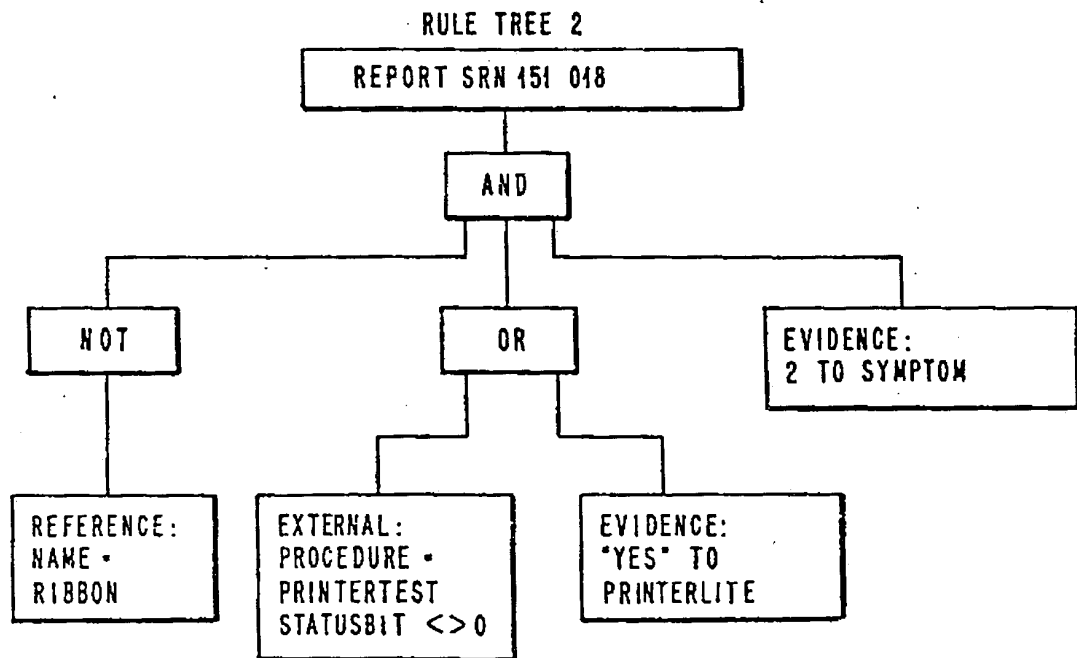 RULE TREE 2
REPORT SRN 151 018
AND
NOT
OR
EVIDENCE:
2 TO SYMPTOM
REFERENCE:
NAME =
RIBBON
EXTERNAL:
PROCEDURE =
PRINTERTEST
STATUSBIT <>0
EVIDENCE:
"YES" TO
PRINTERLITE